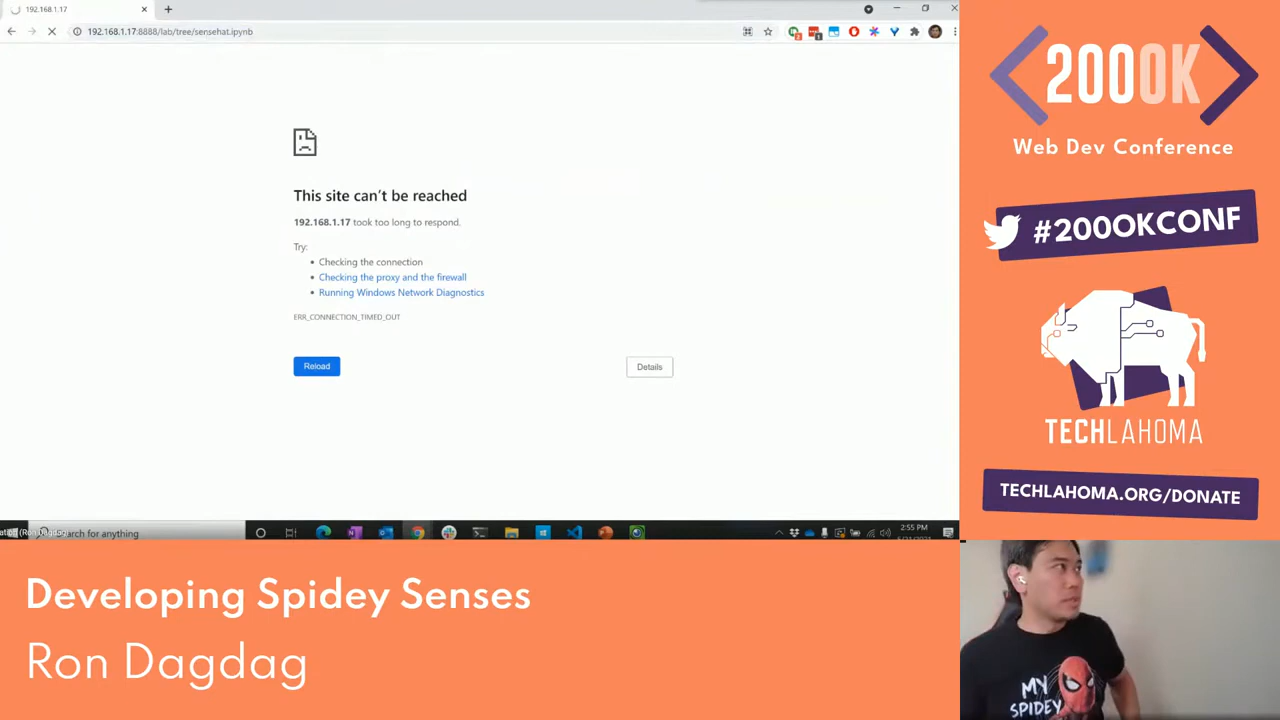 192.168.1.17
192.168.1.17:8888/lab/tree/sensehat.ipynb
This site can't be reached
192.168.1.17 took too long to respond.
Try:
Checking the connection
Checking the proxy and the firewall
Running Windows Network Diagnostics
ERR_CONNECTION_TIMED_OUT
Reload
Details
Search for anything
2:55 PM
200OK
Web Dev Conference
#200OKCONF
TECHLAHOMA
TECHLAHOMA.ORG/DONATE
Developing Spidey Senses
Ron Dagdag
MY
SPIDEY